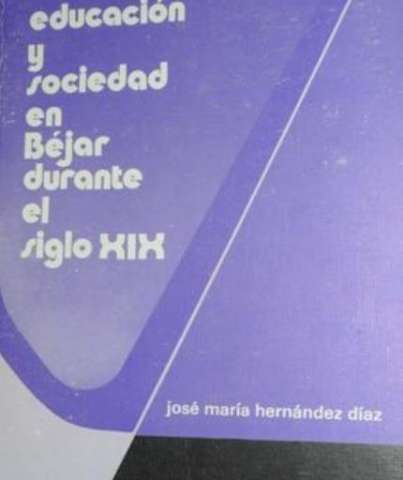 educación
y
sociedad
en
Béjar
durante
el
siglo XIX
josé maría hernández díaz